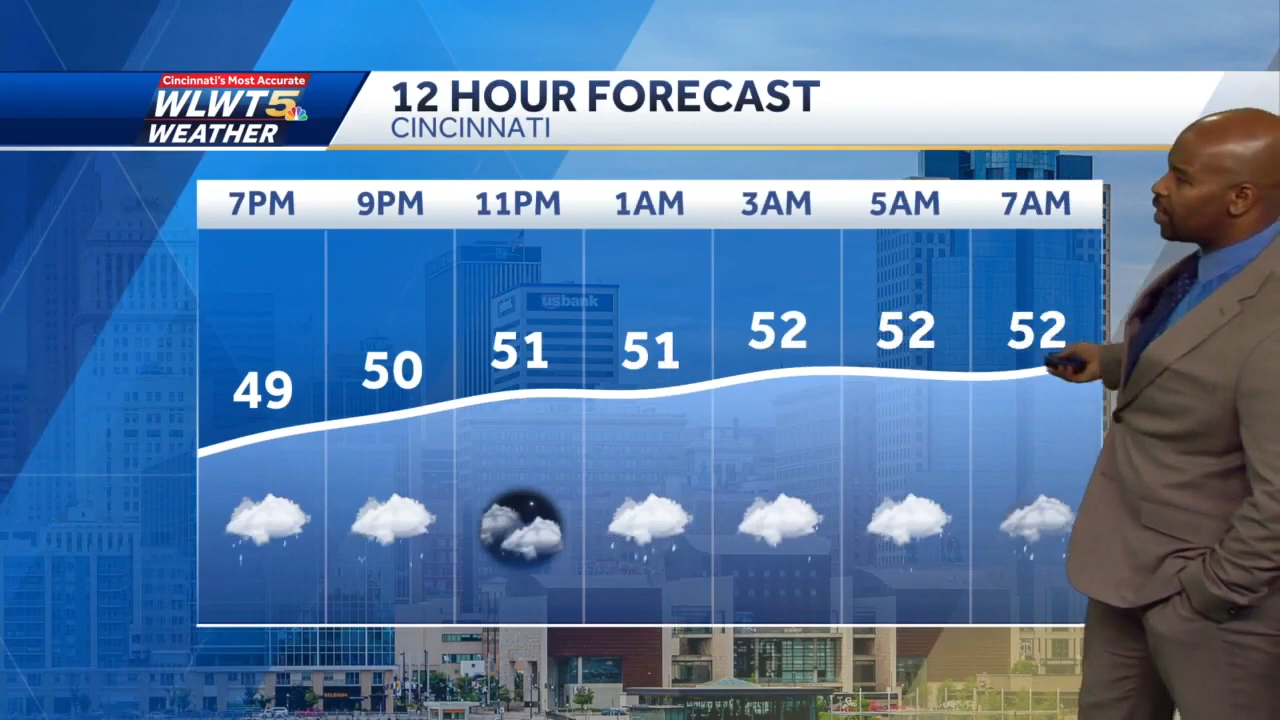 Cincinnati's Most Accurate
WLWT5
WEATHER
12 HOUR FORECAST
CINCINNATI
7PM 9PM 11PM 1AM 3AM 5AM 7AM
usbank
49 50 51 51 52 52 52